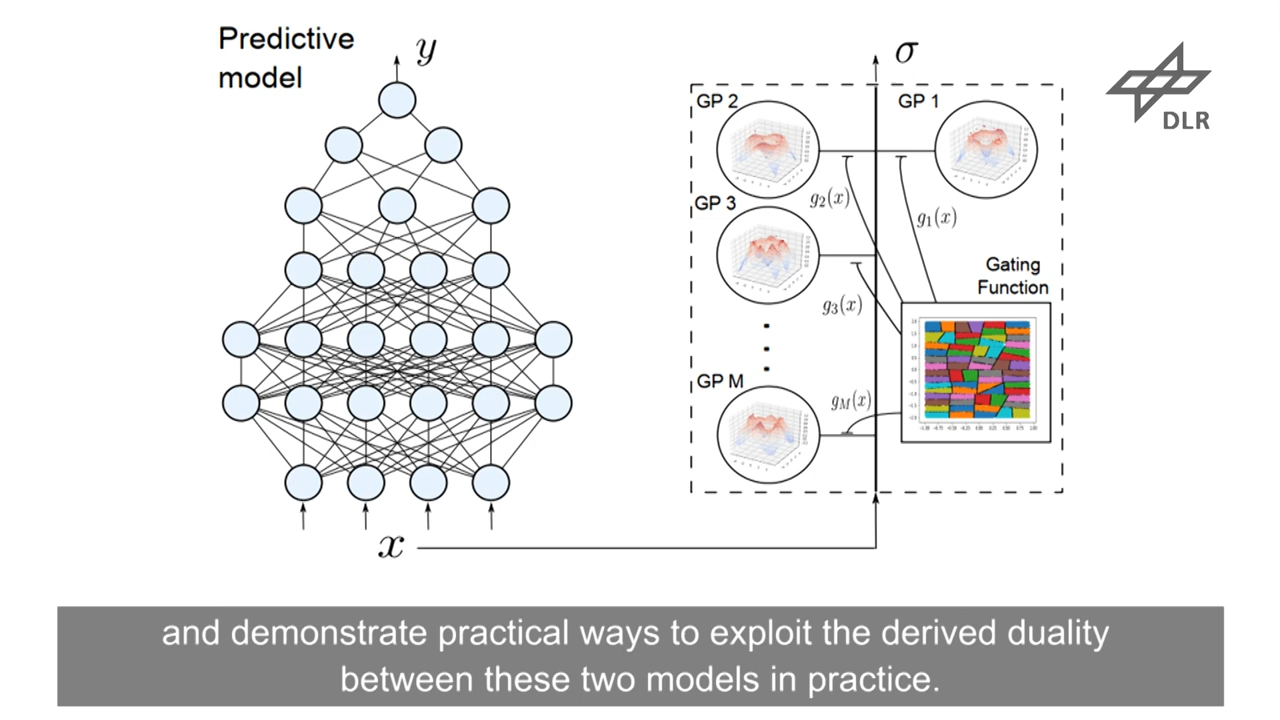 Predictive
model
y
σ
DLR
GP 2
GP 1
g₂(x)
g₁(x)
GP 3
Gating
Function
g₃(x)
GP M
g_M(x)
x
and demonstrate practical ways to exploit the derived duality
between these two models in practice.